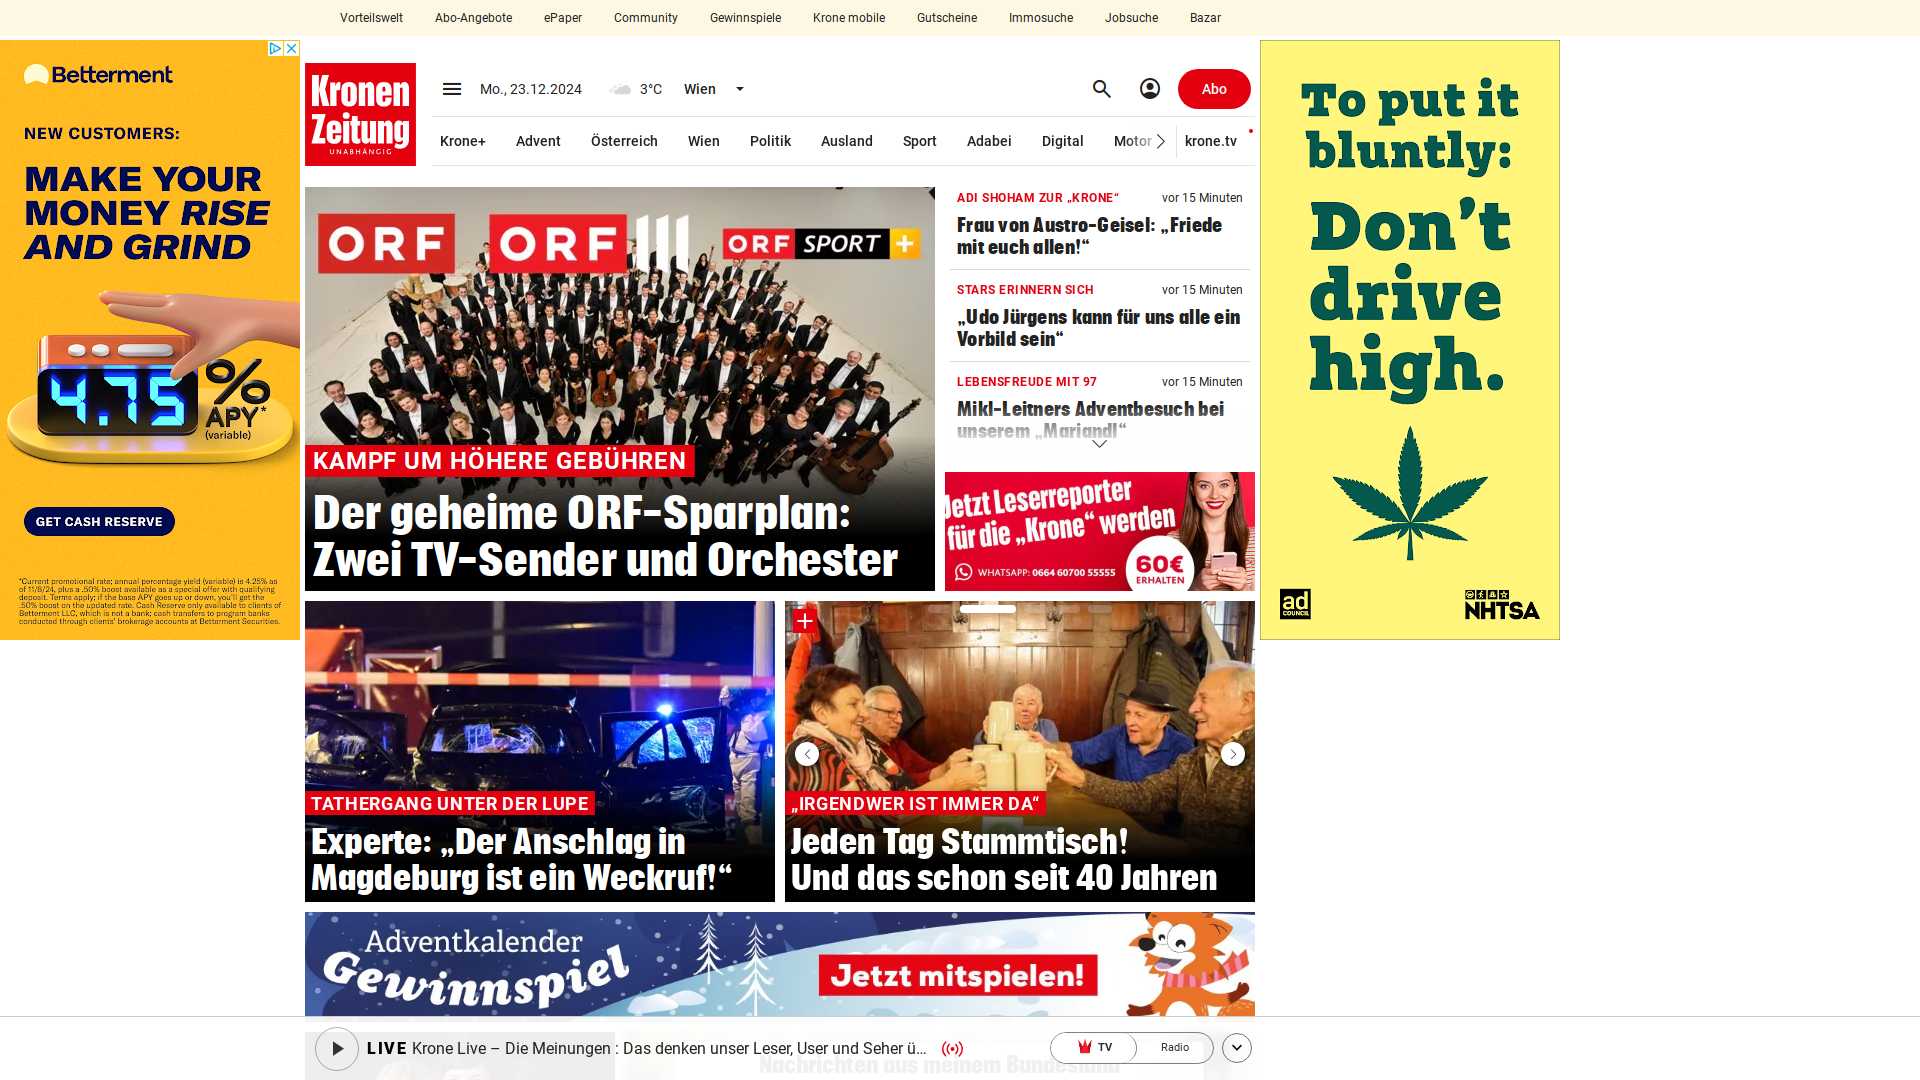 Vorteilswelt
Abo-Angebote
ePaper
Community
Gewinnspiele
Krone mobile
Gutscheine
Immosuche
Jobsuche
Bazar
Betterment
NEW CUSTOMERS:
MAKE YOUR
MONEY RISE
AND GRIND
4.75
%
APY*
(variable)
GET CASH RESERVE
*Current promotional rate; annual percentage yield (variable) is 4.25% as
of 11/8/24, plus a .50% boost available as a special offer with qualifying
deposit. Terms apply; if the base APY goes up or down, you'll get the
.50% boost on the updated rate. Cash Reserve only available to clients of
Betterment LLC, which is not a bank; cash transfers to program banks
conducted through clients' brokerage accounts at Betterment Securities.
Kronen
Zeitung
UNABHÄNGIG
Mo., 23.12.2024
3°C
Wien
Abo
Krone+
Advent
Österreich
Wien
Politik
Ausland
Sport
Adabei
Digital
Motor
krone.tv
ORF
ORF III
ORF SPORT +
KAMPF UM HÖHERE GEBÜHREN
Der geheime ORF-Sparplan:
Zwei TV-Sender und Orchester
ADI SHOHAM ZUR „KRONE“
vor 15 Minuten
Frau von Austro-Geisel: „Friede
mit euch allen!“
STARS ERINNERN SICH
vor 15 Minuten
„Udo Jürgens kann für uns alle ein
Vorbild sein“
LEBENSFREUDE MIT 97
vor 15 Minuten
Mikl-Leitners Adventbesuch bei
unserem „Mariandl“
Jetzt Leserreporter
für die „Krone“ werden
WHATSAPP: 0664 60700 55555
60€
ERHALTEN
TATHERGANG UNTER DER LUPE
Experte: „Der Anschlag in
Magdeburg ist ein Weckruf!“
„IRGENDWER IST IMMER DA“
Jeden Tag Stammtisch!
Und das schon seit 40 Jahren
Adventkalender
Gewinnspiel
Jetzt mitspielen!
LIVE Krone Live – Die Meinungen : Das denken unser Leser, User und Seher ü...
TV
Radio
Nachrichten aus meinem Bundesland
To put it
bluntly:
Don't
drive
high.
ad
COUNCIL
NHTSA